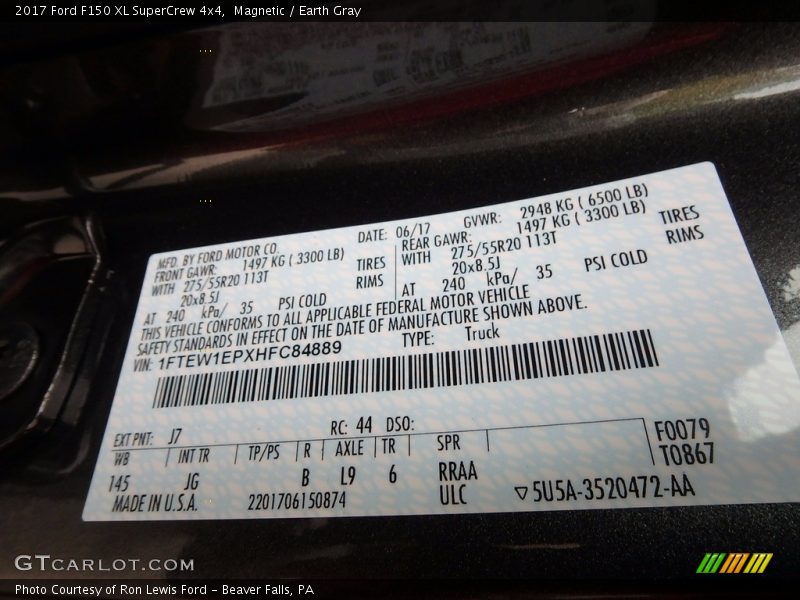 2017 Ford F150 XL SuperCrew 4x4,  Magnetic / Earth Gray
MFD. BY FORD MOTOR CO. DATE: 06/17 GVWR: 2948 KG ( 6500 LB)
FRONT GAWR: 1497 KG ( 3300 LB) REAR GAWR: 1497 KG ( 3300 LB)
WITH 275/55R20 113T TIRES WITH 275/55R20 113T TIRES
20x8.5J RIMS 20x8.5J RIMS
AT 240 kPa/ 35 PSI COLD AT 240 kPa/ 35 PSI COLD
THIS VEHICLE CONFORMS TO ALL APPLICABLE FEDERAL MOTOR VEHICLE
SAFETY STANDARDS IN EFFECT ON THE DATE OF MANUFACTURE SHOWN ABOVE.
VIN: 1FTEW1EPXHFC84889 TYPE: Truck
EXT PNT: J7 RC: 44 DSO: F0079
WB INT TR TP/PS R AXLE TR SPR T0867
145 JG B L9 6 RRAA
MADE IN U.S.A. 2201706150874 ULC ▽5U5A-3520472-AA
GTCARLOT.COM
Photo Courtesy of Ron Lewis Ford - Beaver Falls, PA